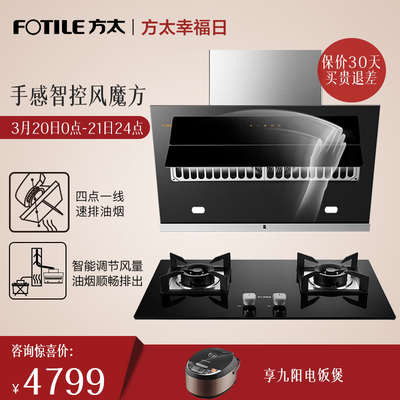 FOTILE方太 方太幸福日
保价30天
买贵退差
手感智控风魔方
3月20日0点-21日24点
四点一线
速排油烟
智能调节风量
油烟顺畅排出
FOTILE
咨询惊喜价:
¥4799
享九阳电饭煲